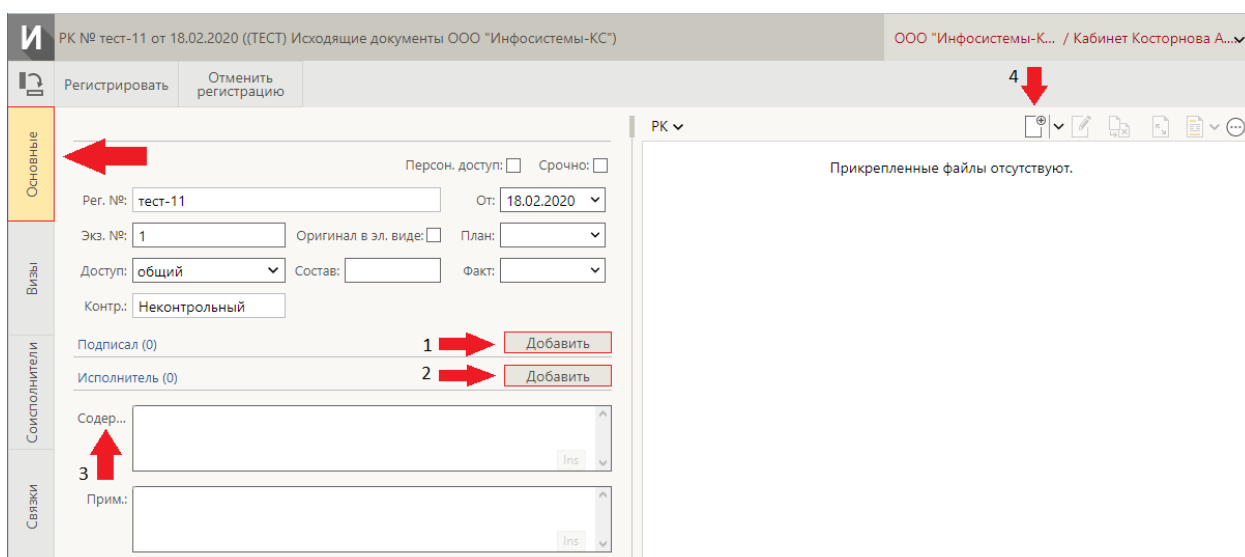 И РК № тест-11 от 18.02.2020 ((ТЕСТ) Исходящие документы ООО "Инфосистемы-КС") ООО "Инфосистемы-К... / Кабинет Косторнова А...
Регистрировать Отменить регистрацию
4
Основные
Визы
Соисполнители
Связки
Персон. доступ: Срочно:
Рег. №: тест-11 От: 18.02.2020
Экз. №: 1 Оригинал в эл. виде: План:
Доступ: общий Состав: Факт:
Контр.: Неконтрольный
Подписал (0) 1 Добавить
Исполнитель (0) 2 Добавить
Содер...
Ins
3
Прим.:
Ins
РК
Прикрепленные файлы отсутствуют.